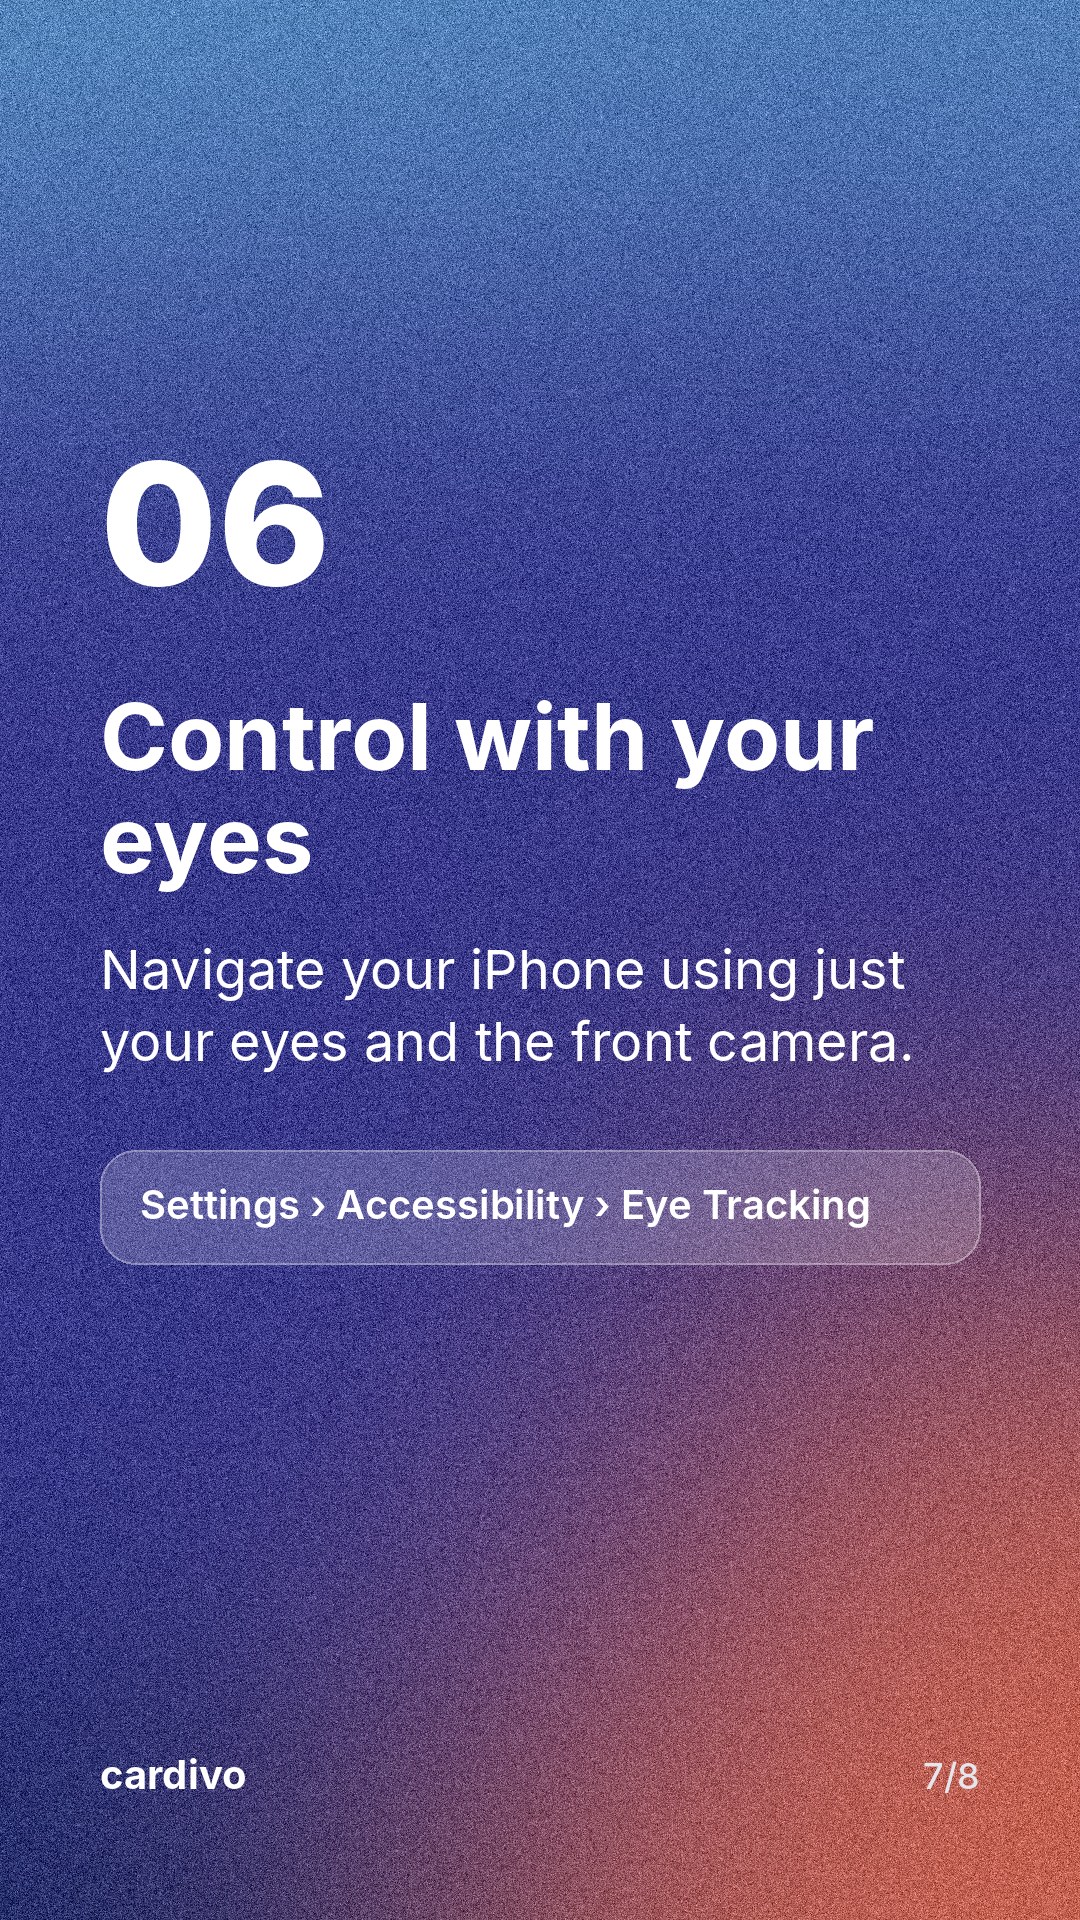 06
Control with your
eyes
Navigate your iPhone using just
your eyes and the front camera.
Settings › Accessibility › Eye Tracking
cardivo
7/8